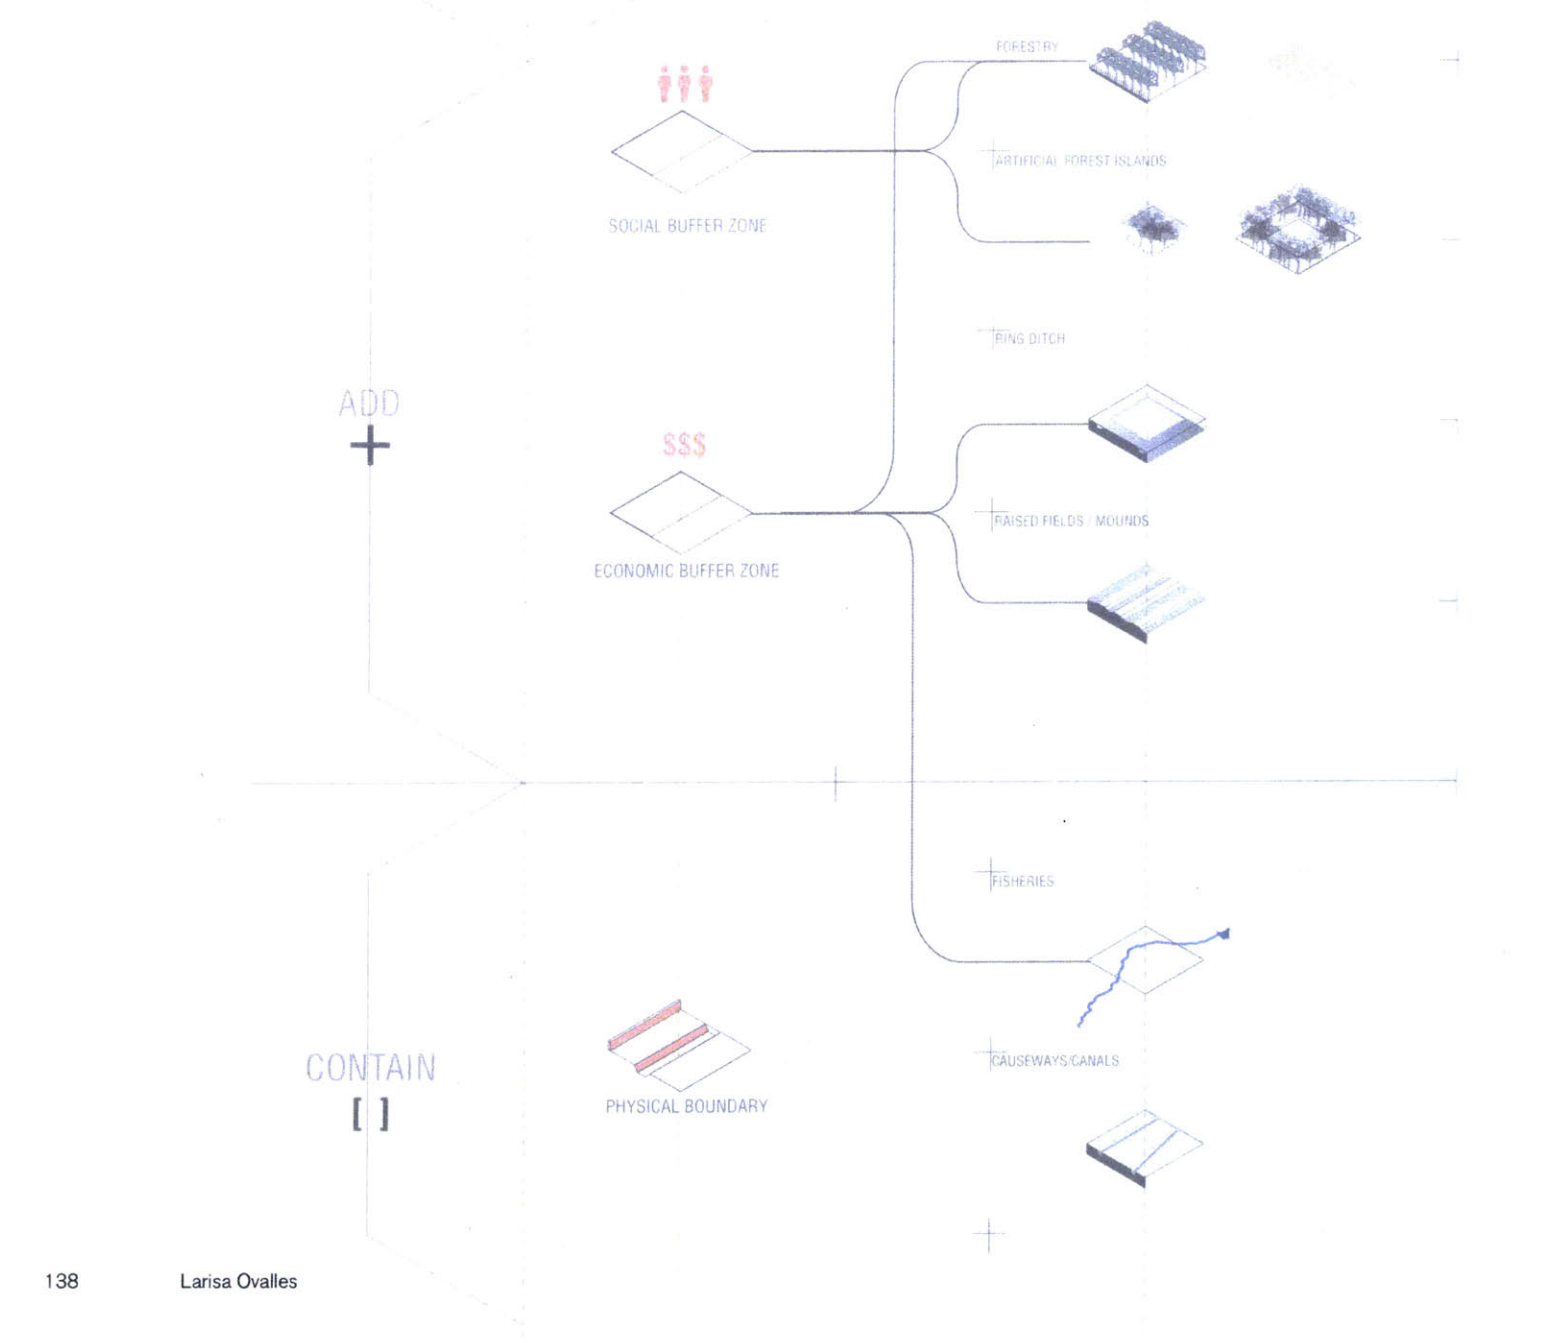 FORESTRY
ARTIFICIAL FOREST ISLANDS
SOCIAL BUFFER ZONE
RING DITCH
ADD
+
$$$
RAISED FIELDS / MOUNDS
ECONOMIC BUFFER ZONE
FISHERIES
CAUSEWAYS/CANALS
CONTAIN
[ ]
PHYSICAL BOUNDARY
138 Larisa Ovalles